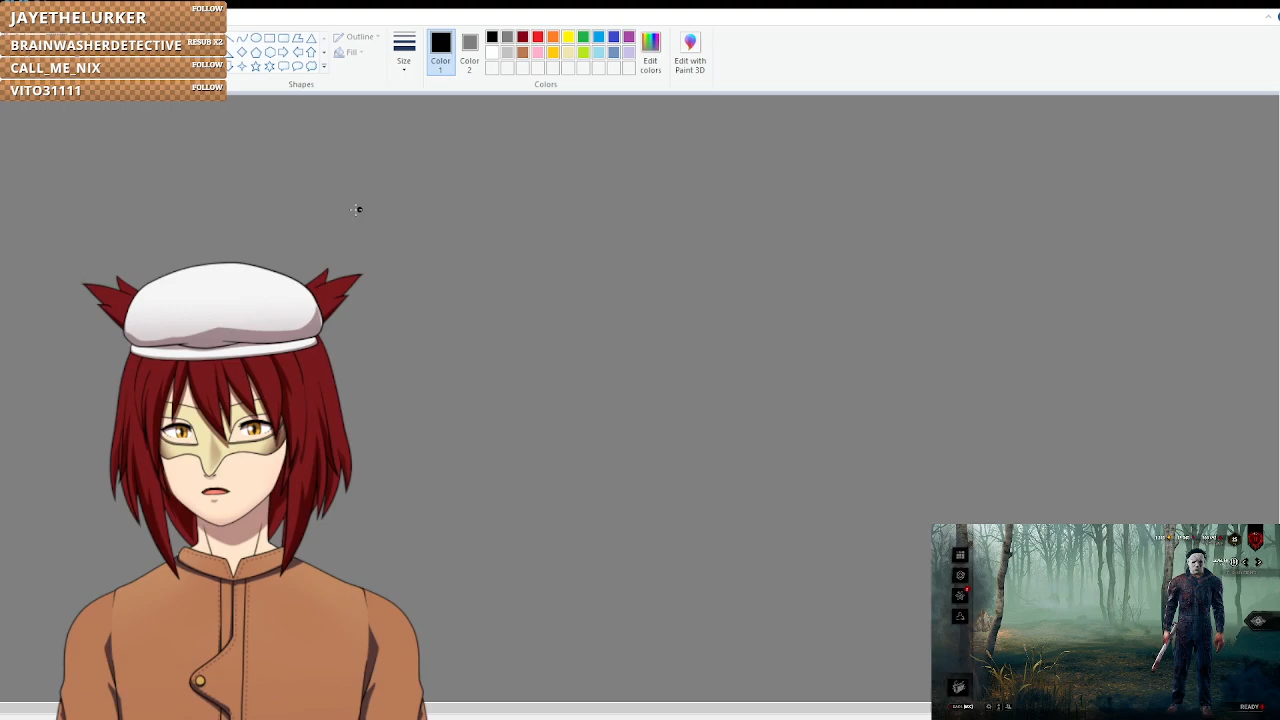 JAYETHELURKER FOLLOW
BRAINWASHERDETECTIVE RESUB X2
CALL_ME_NIX FOLLOW
VITO31111 FOLLOW
Outline
Fill
Shapes
Size
Color 1
Color 2
Edit colors
Edit with Paint 3D
Colors
READY